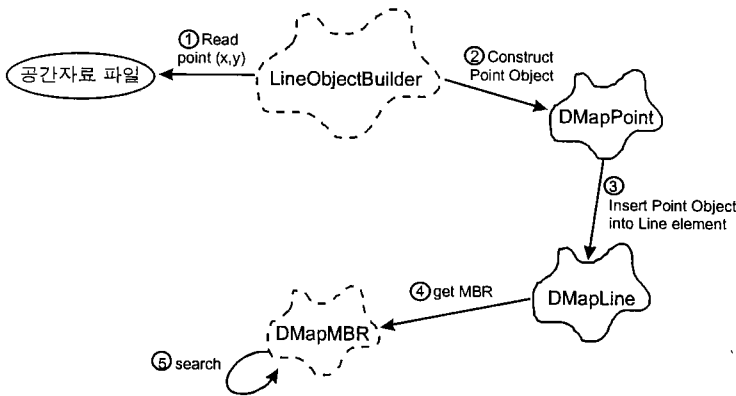 ① Read
point (x,y)
공간자료 파일
LineObjectBuilder
② Construct
Point Object
DMapPoint
③
Insert Point Object
into Line element
④ get MBR
DMapLine
DMapMBR
⑤ search